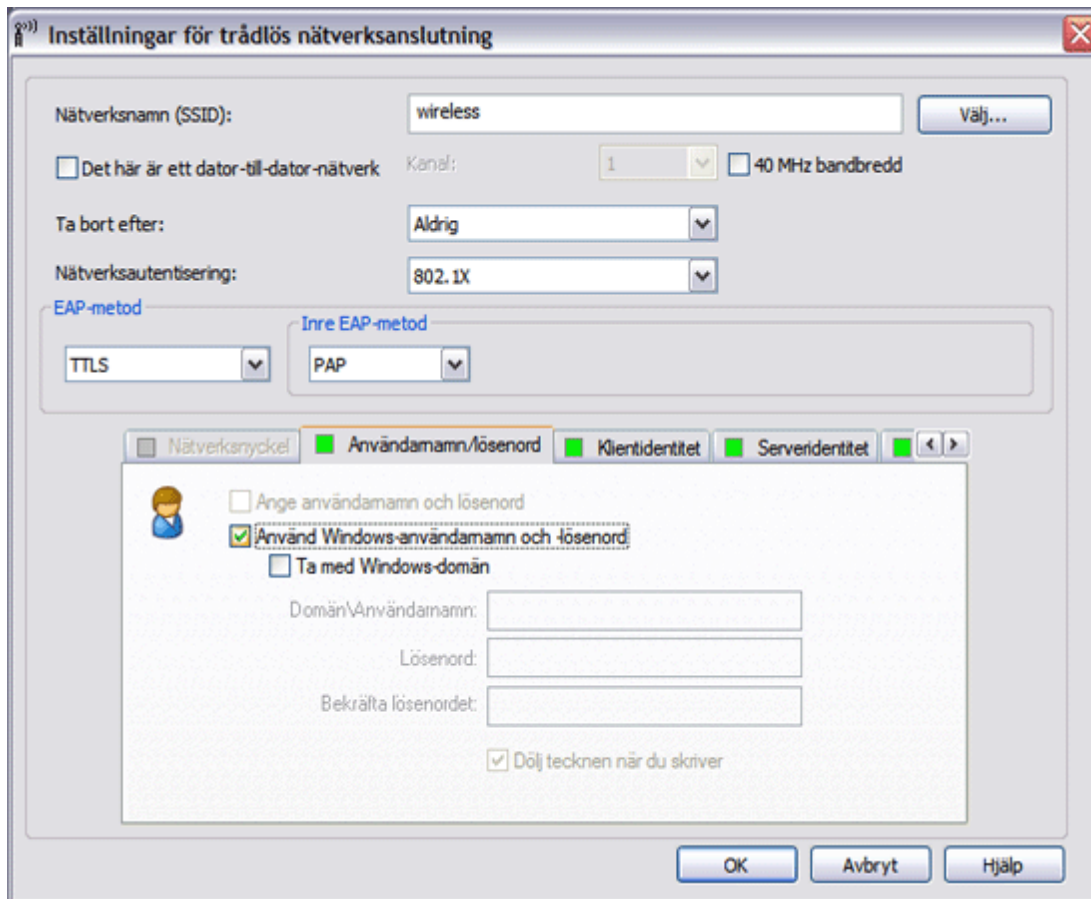 Inställningar för trådlös nätverksanslutning
Nätverksnamn (SSID): wireless Välj...
Det här är ett dator-till-dator-nätverk Kanal: 1 40 MHz bandbredd
Ta bort efter: Aldrig
Nätverksautentisering: 802.1X
EAP-metod
Inre EAP-metod
TTLS PAP
Nätverksnyckel Användarnamn/lösenord Klientidentitet Serveridentitet
Ange användarnamn och lösenord
Använd Windows-användarnamn och -lösenord
Ta med Windows-domän
Domän\Användarnamn:
Lösenord:
Bekräfta lösenordet:
Dölj tecknen när du skriver
OK Avbryt Hjälp